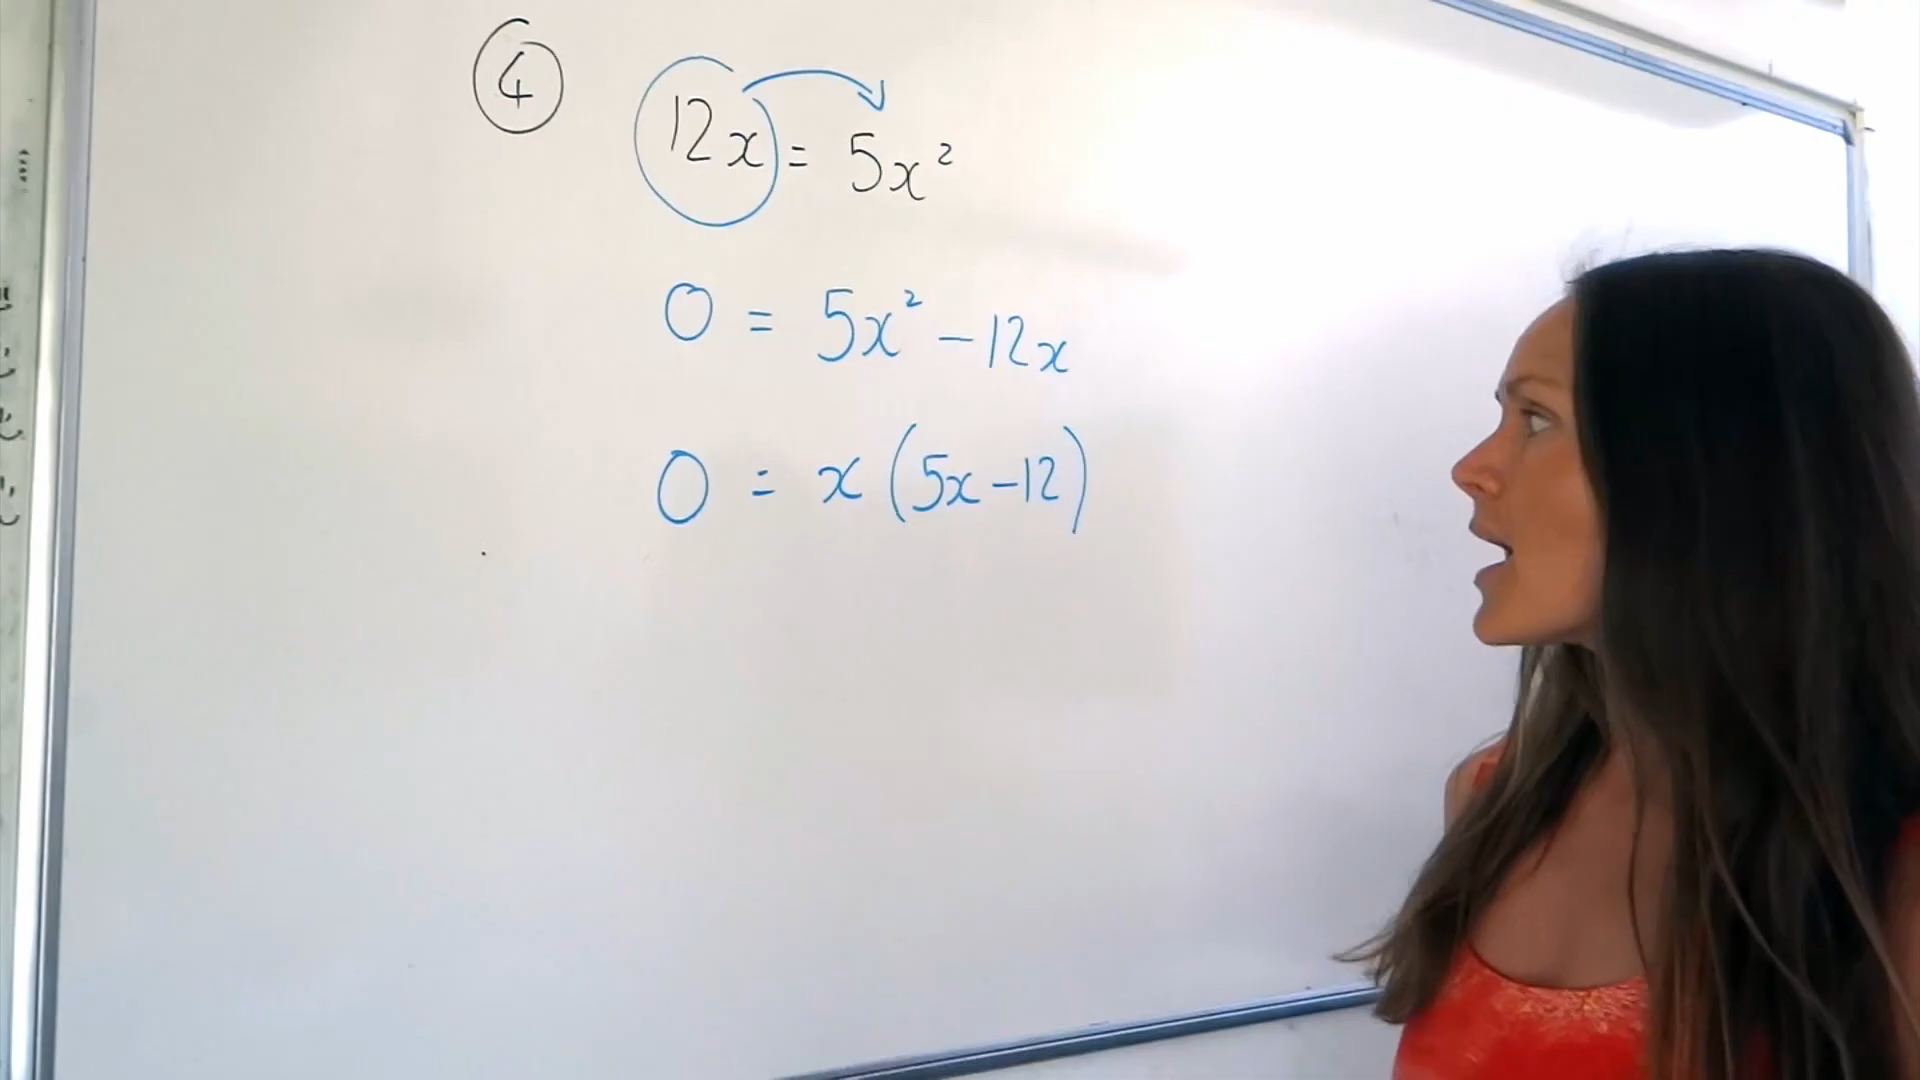 ④ 12x = 5x²
0 = 5x² - 12x
0 = x (5x - 12)